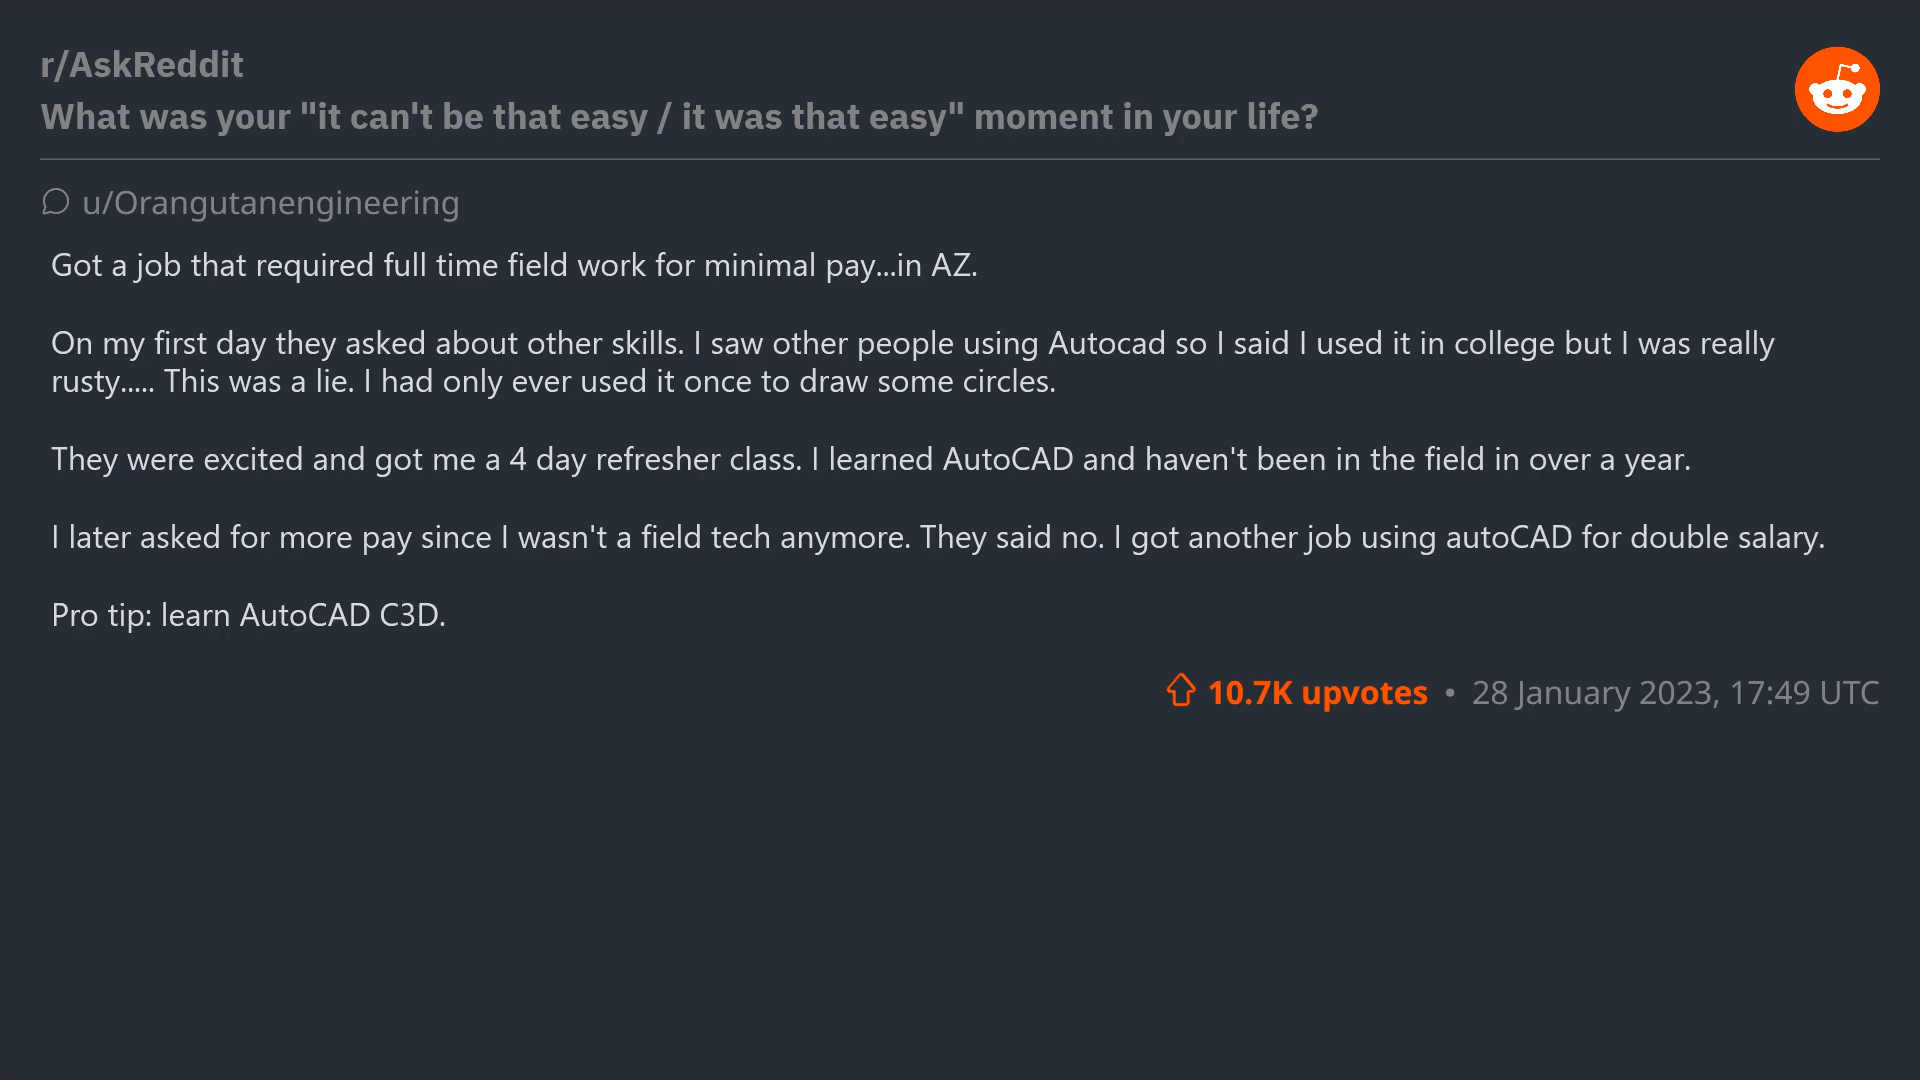 r/AskReddit
What was your "it can't be that easy / it was that easy" moment in your life?
u/Orangutanengineering
Got a job that required full time field work for minimal pay...in AZ.
On my first day they asked about other skills. I saw other people using Autocad so I said I used it in college but I was really
rusty..... This was a lie. I had only ever used it once to draw some circles.
They were excited and got me a 4 day refresher class. I learned AutoCAD and haven't been in the field in over a year.
I later asked for more pay since I wasn't a field tech anymore. They said no. I got another job using autoCAD for double salary.
Pro tip: learn AutoCAD C3D.
10.7K upvotes • 28 January 2023, 17:49 UTC